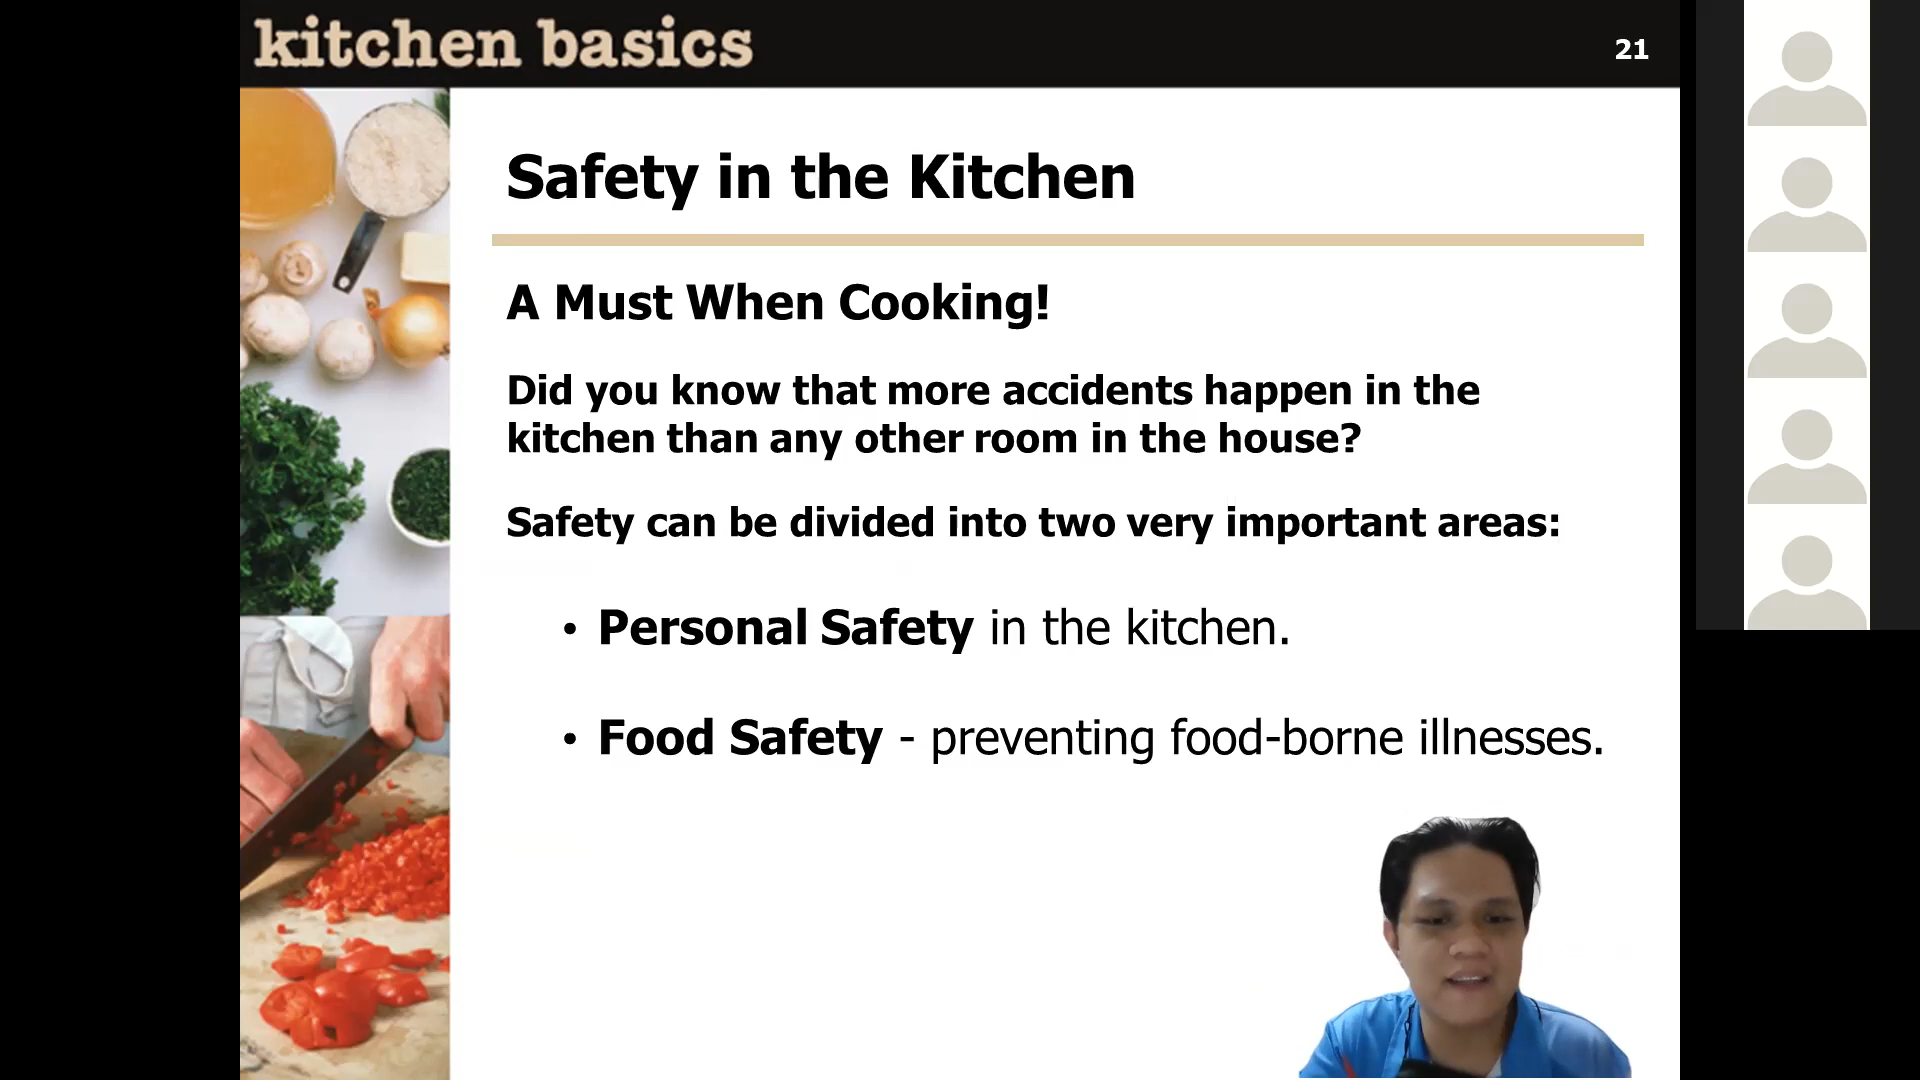 kitchen basics
21
Safety in the Kitchen
A Must When Cooking!
Did you know that more accidents happen in the
kitchen than any other room in the house?
Safety can be divided into two very important areas:
• Personal Safety in the kitchen.
• Food Safety - preventing food-borne illnesses.